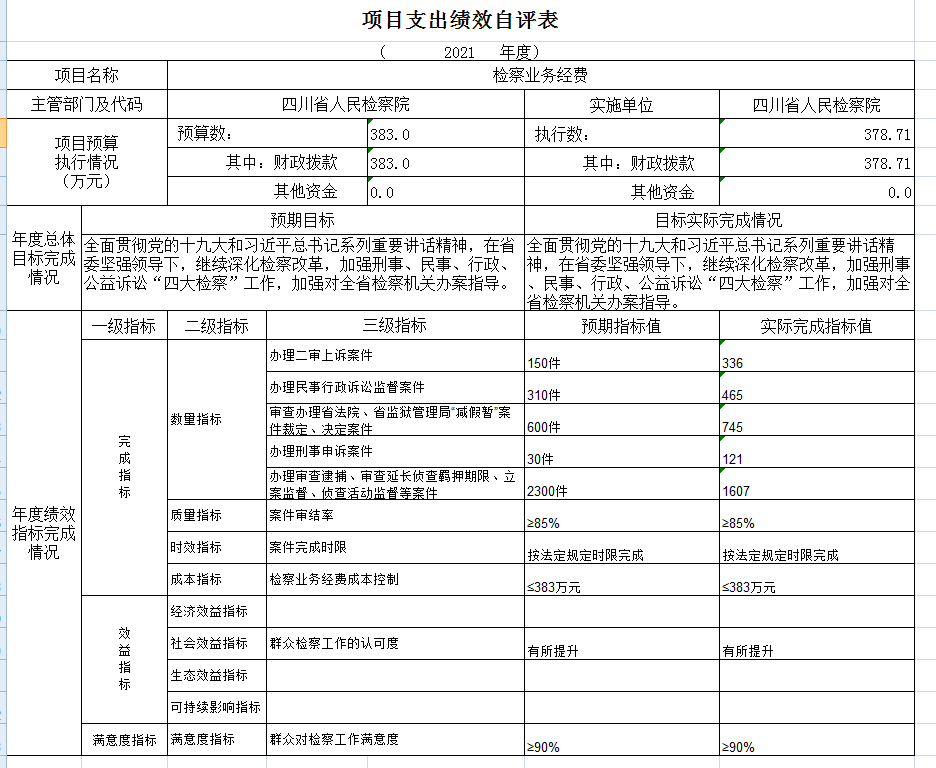 项目支出绩效自评表
（ 2021 年度）
项目名称 检察业务经费
主管部门及代码 四川省人民检察院 实施单位 四川省人民检察院
项目预算
执行情况
（万元）
预算数： 383.0 执行数： 378.71
其中：财政拨款 383.0 其中：财政拨款 378.71
其他资金 0.0 其他资金 0.0
年度总体
目标完成
情况
预期目标 目标实际完成情况
全面贯彻党的十九大和习近平总书记系列重要讲话精神，在省
委坚强领导下，继续深化检察改革，加强刑事、民事、行政、
公益诉讼“四大检察”工作，加强对全省检察机关办案指导。
全面贯彻党的十九大和习近平总书记系列重要讲话精
神，在省委坚强领导下，继续深化检察改革，加强刑事
、民事、行政、公益诉讼“四大检察”工作，加强对全
省检察机关办案指导。
年度绩效
指标完成
情况
一级指标 二级指标 三级指标 预期指标值 实际完成指标值
完
成
指
标
数量指标
办理二审上诉案件 150件 336
办理民事行政诉讼监督案件 310件 465
审查办理省法院、省监狱管理局“减假暂”案
件裁定、决定案件 600件 745
办理刑事申诉案件 30件 121
办理审查逮捕、审查延长侦查羁押期限、立
案监督、侦查活动监督等案件 2300件 1607
质量指标 案件审结率 ≥85% ≥85%
时效指标 案件完成时限 按法定规定时限完成 按法定规定时限完成
成本指标 检察业务经费成本控制 ≤383万元 ≤383万元
效
益
指
标
经济效益指标
社会效益指标 群众检察工作的认可度 有所提升 有所提升
生态效益指标
可持续影响指标
满意度指标 满意度指标 群众对检察工作满意度 ≥90% ≥90%